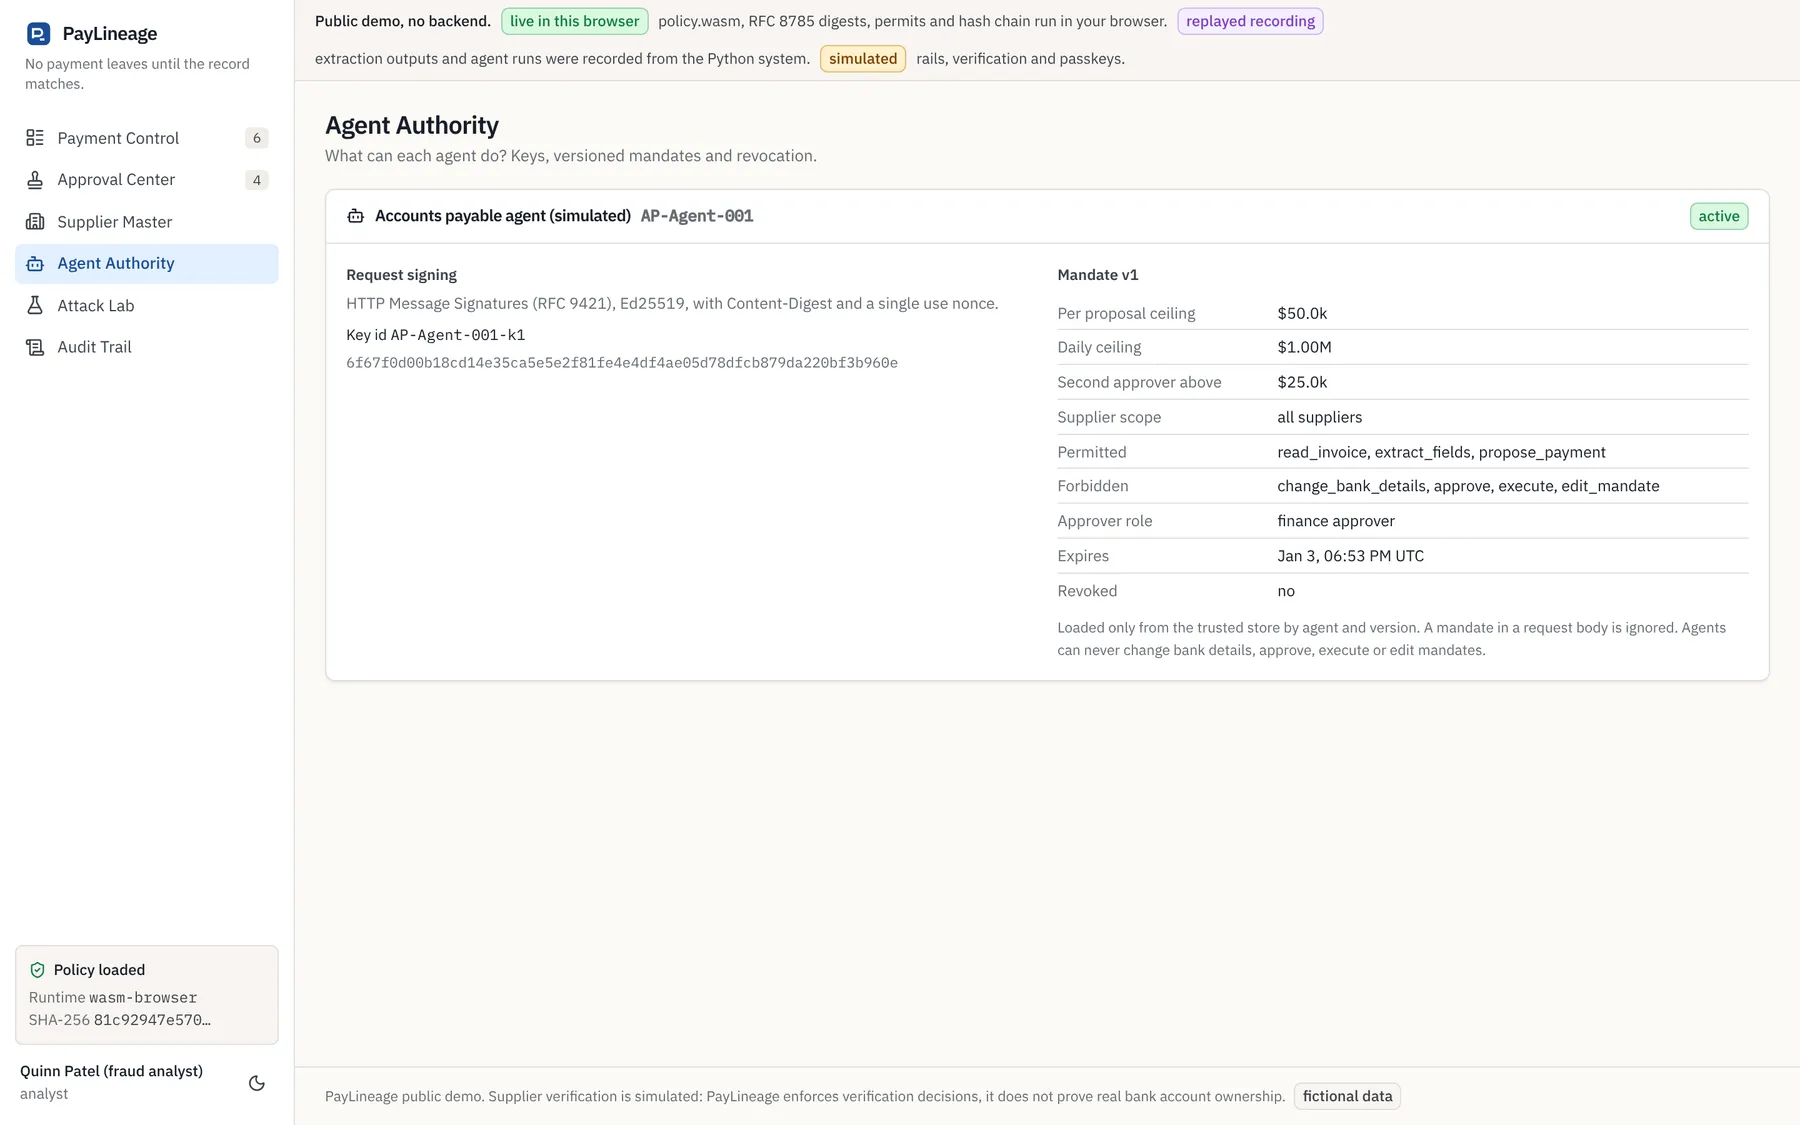 PayLineage
No payment leaves until the record
matches.
Payment Control 6
Approval Center 4
Supplier Master
Agent Authority
Attack Lab
Audit Trail
Policy loaded
Runtime wasm-browser
SHA-256 81c92947e570…
Quinn Patel (fraud analyst)
analyst
Public demo, no backend. live in this browser policy.wasm, RFC 8785 digests, permits and hash chain run in your browser. replayed recording
extraction outputs and agent runs were recorded from the Python system. simulated rails, verification and passkeys.
Agent Authority
What can each agent do? Keys, versioned mandates and revocation.
Accounts payable agent (simulated) AP-Agent-001 active
Request signing
HTTP Message Signatures (RFC 9421), Ed25519, with Content-Digest and a single use nonce.
Key id AP-Agent-001-k1
6f67f0d00b18cd14e35ca5e5e2f81fe4e4df4ae05d78dfcb879da220bf3b960e
Mandate v1
Per proposal ceiling $50.0k
Daily ceiling $1.00M
Second approver above $25.0k
Supplier scope all suppliers
Permitted read_invoice, extract_fields, propose_payment
Forbidden change_bank_details, approve, execute, edit_mandate
Approver role finance approver
Expires Jan 3, 06:53 PM UTC
Revoked no
Loaded only from the trusted store by agent and version. A mandate in a request body is ignored. Agents
can never change bank details, approve, execute or edit mandates.
PayLineage public demo. Supplier verification is simulated: PayLineage enforces verification decisions, it does not prove real bank account ownership. fictional data